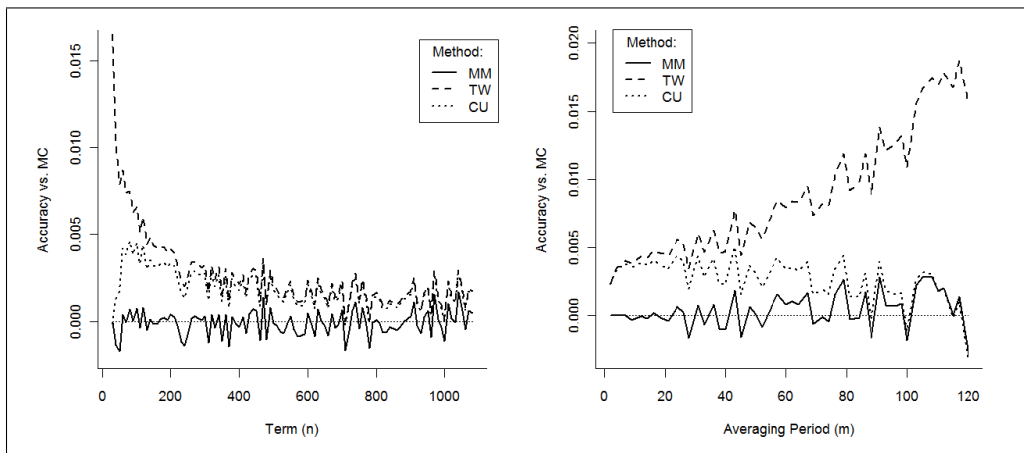 Accuracy vs. MC
0.015
0.010
0.005
0.000
Method:
MM
TW
CU
0
200
400
600
800
1000
Term (n)
Accuracy vs. MC
0.020
0.015
0.010
0.005
0.000
Method:
MM
TW
CU
0
20
40
60
80
100
120
Averaging Period (m)